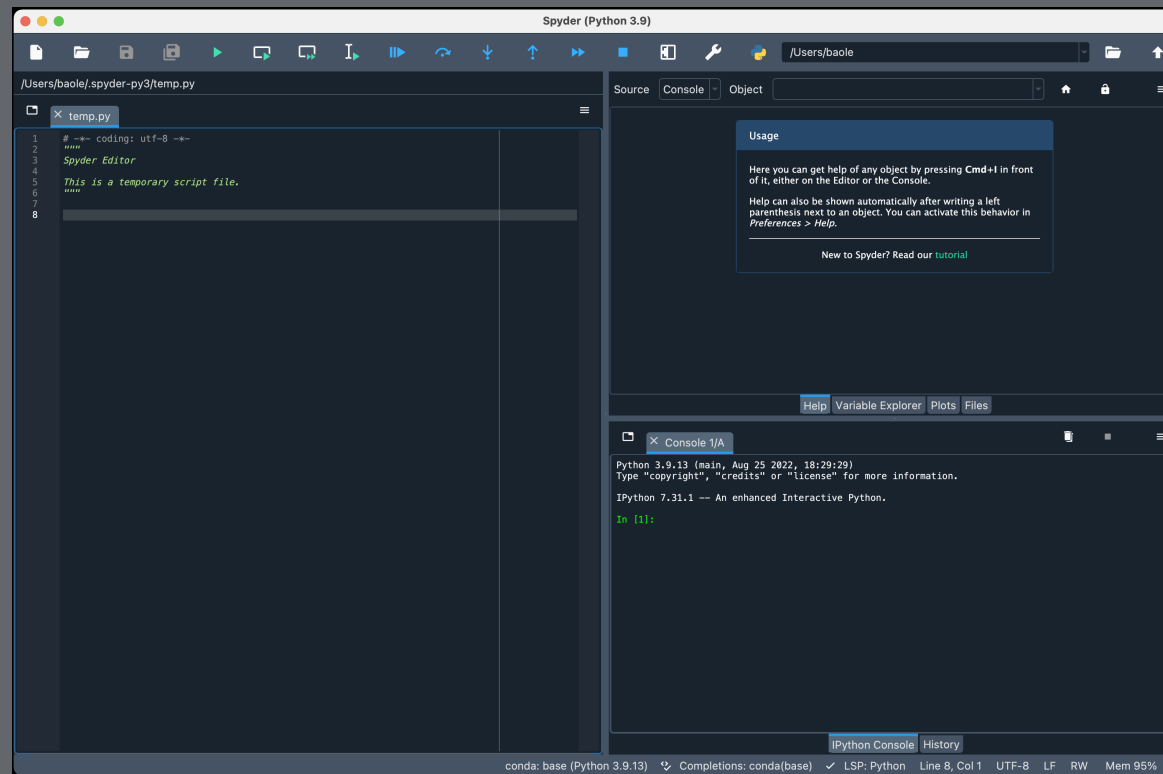 Spyder (Python 3.9)
/Users/baole
/Users/baole/.spyder-py3/temp.py
temp.py
1 # -*- coding: utf-8 -*-
2 """
3 Spyder Editor
4
5 This is a temporary script file.
6 """
7
8
Source Console Object
Usage
Here you can get help of any object by pressing Cmd+I in front
of it, either on the Editor or the Console.
Help can also be shown automatically after writing a left
parenthesis next to an object. You can activate this behavior in
Preferences > Help.
New to Spyder? Read our tutorial
Help Variable Explorer Plots Files
Console 1/A
Python 3.9.13 (main, Aug 25 2022, 18:29:29)
Type "copyright", "credits" or "license" for more information.
IPython 7.31.1 -- An enhanced Interactive Python.
In [1]:
IPython Console History
conda: base (Python 3.9.13) Completions: conda(base) LSP: Python Line 8, Col 1 UTF-8 LF RW Mem 95%